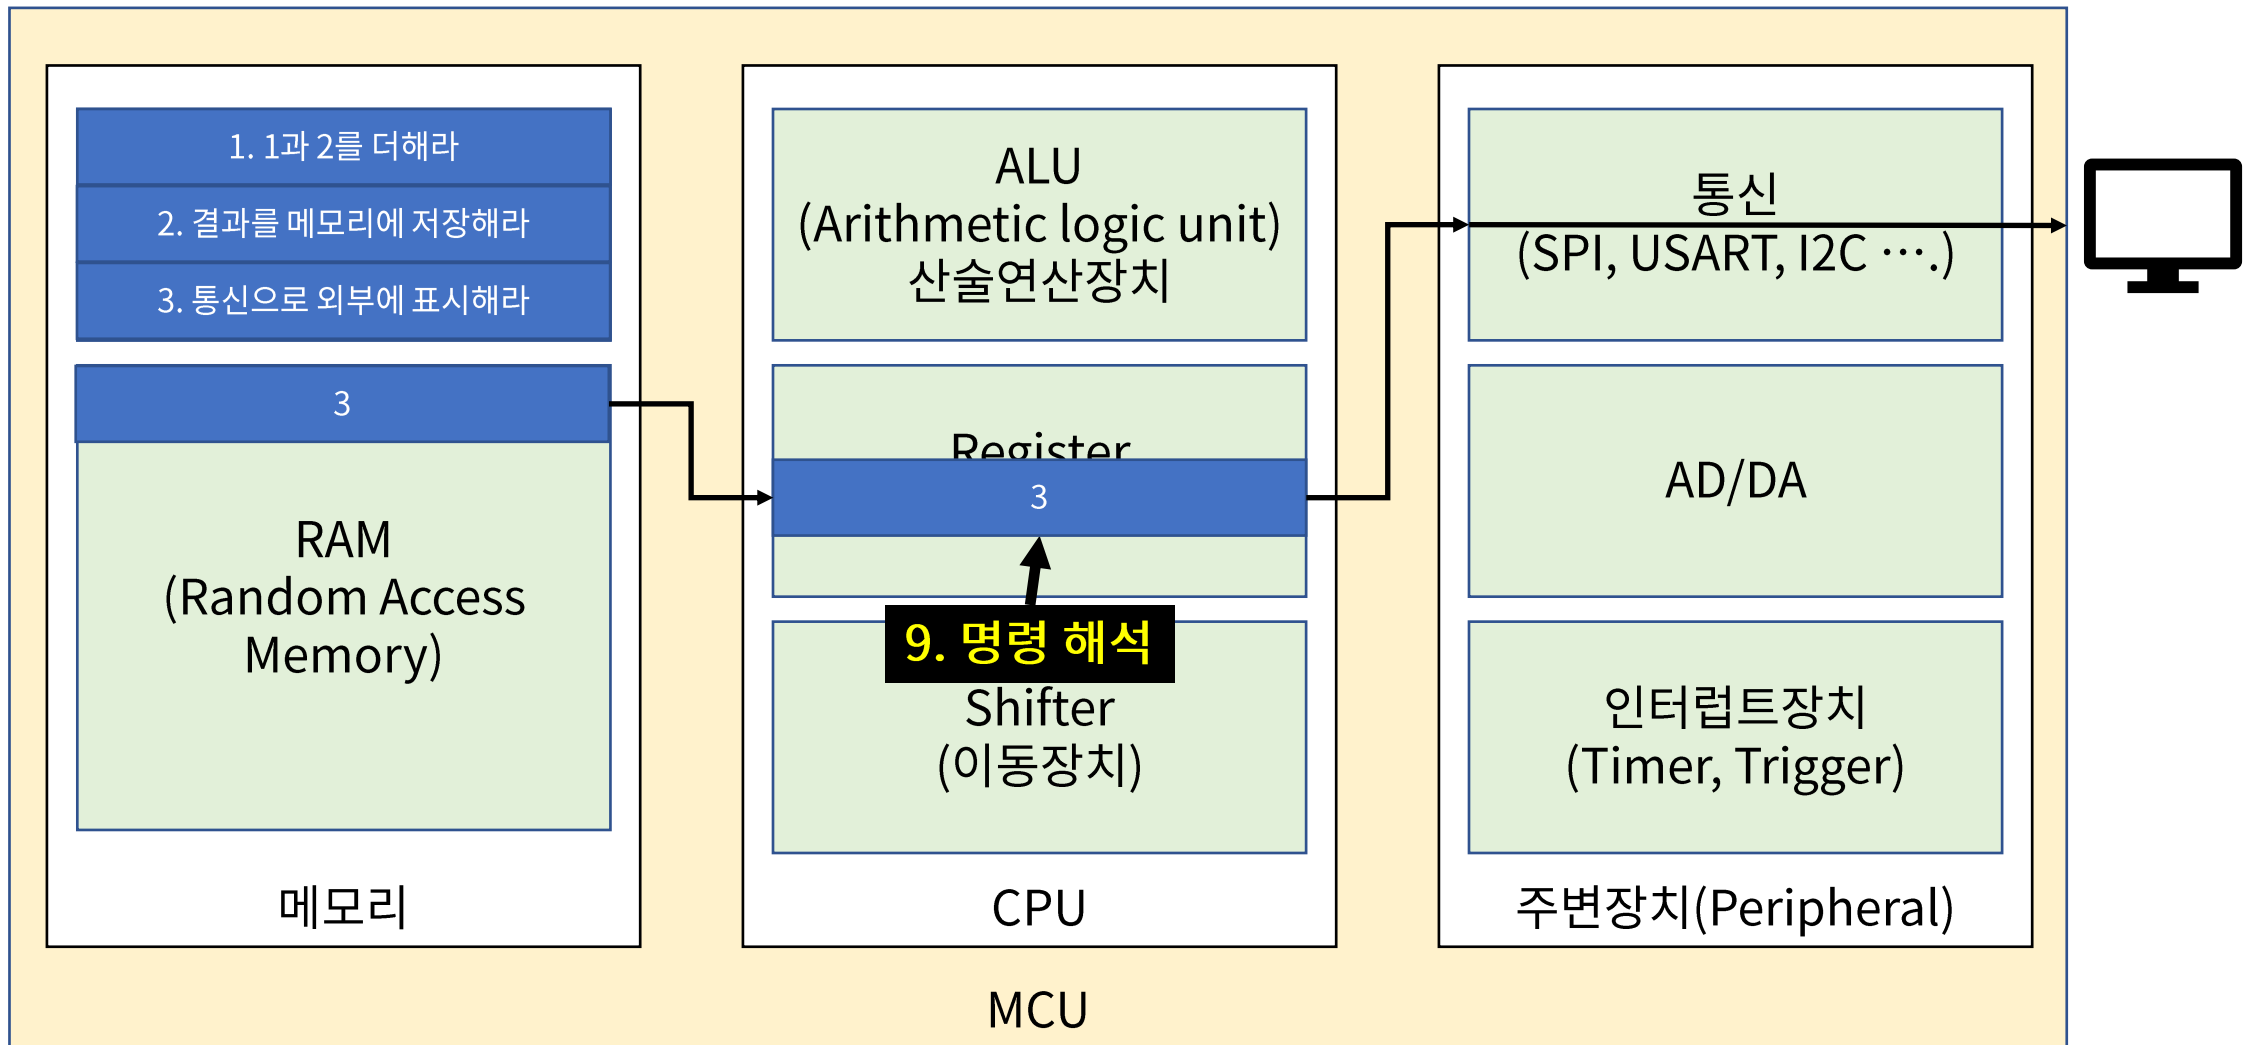 1. 1과 2를 더해라
2. 결과를 메모리에 저장해라
3. 통신으로 외부에 표시해라
3
RAM
(Random Access
Memory)
메모리
ALU
(Arithmetic logic unit)
산술연산장치
Register
3
9. 명령 해석
Shifter
(이동장치)
CPU
통신
(SPI, USART, I2C ….)
AD/DA
인터럽트장치
(Timer, Trigger)
주변장치(Peripheral)
MCU